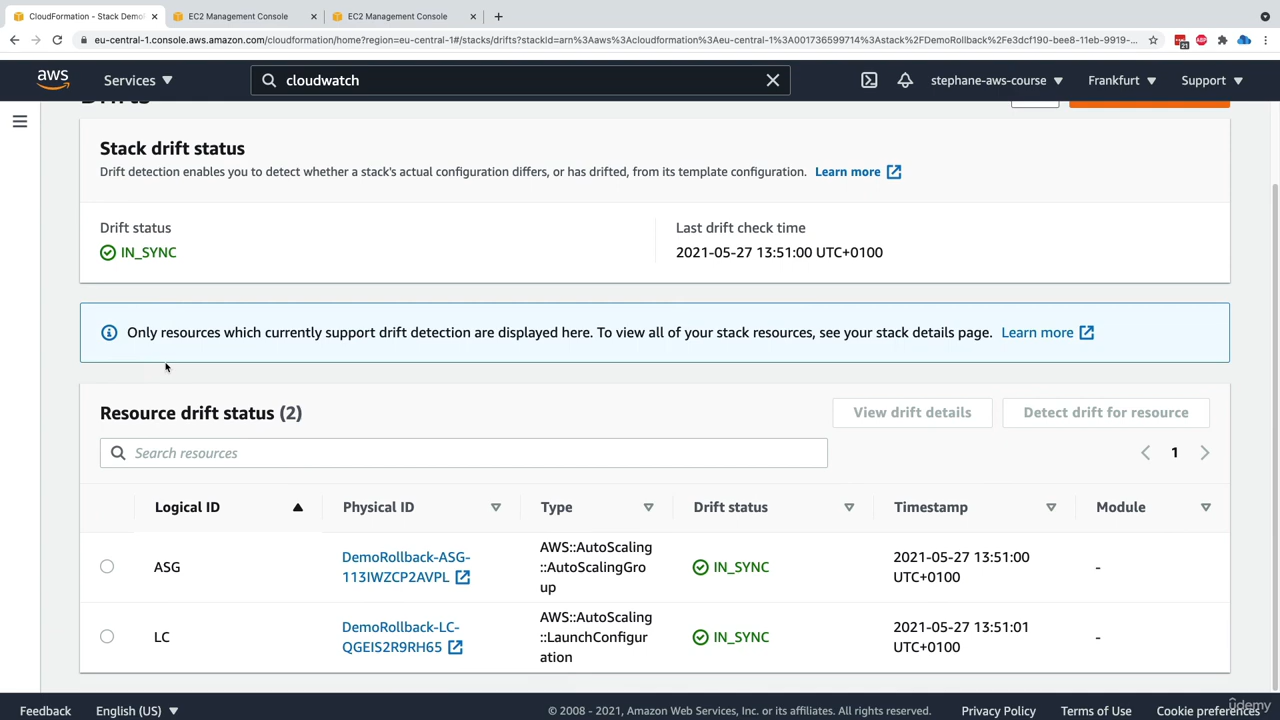 CloudFormation - Stack Demo
EC2 Management Console
EC2 Management Console
eu-central-1.console.aws.amazon.com/cloudformation/home?region=eu-central-1#/stacks/drifts?stackId=arn%3Aaws%3Acloudformation%3Aeu-central-1%3A001736599714%3Astack%2FDemoRollback%2Fe3dcf190-bee8-11eb-9919-...
21
ABP
aws
Services
cloudwatch
stephane-aws-course
Frankfurt
Support
Drifts
Stack drift status
Drift detection enables you to detect whether a stack's actual configuration differs, or has drifted, from its template configuration. Learn more
Drift status
IN_SYNC
Last drift check time
2021-05-27 13:51:00 UTC+0100
Only resources which currently support drift detection are displayed here. To view all of your stack resources, see your stack details page. Learn more
Resource drift status (2)
View drift details
Detect drift for resource
Search resources
1
Logical ID
Physical ID
Type
Drift status
Timestamp
Module
ASG
DemoRollback-ASG-
113IWZCP2AVPL
AWS::AutoScaling
::AutoScalingGro
up
IN_SYNC
2021-05-27 13:51:00
UTC+0100
-
LC
DemoRollback-LC-
QGEIS2R9RH65
AWS::AutoScaling
::LaunchConfigur
ation
IN_SYNC
2021-05-27 13:51:01
UTC+0100
-
Feedback
English (US)
© 2008 - 2021, Amazon Web Services, Inc. or its affiliates. All rights reserved.
Privacy Policy
Terms of Use
Cookie preferences
udemy